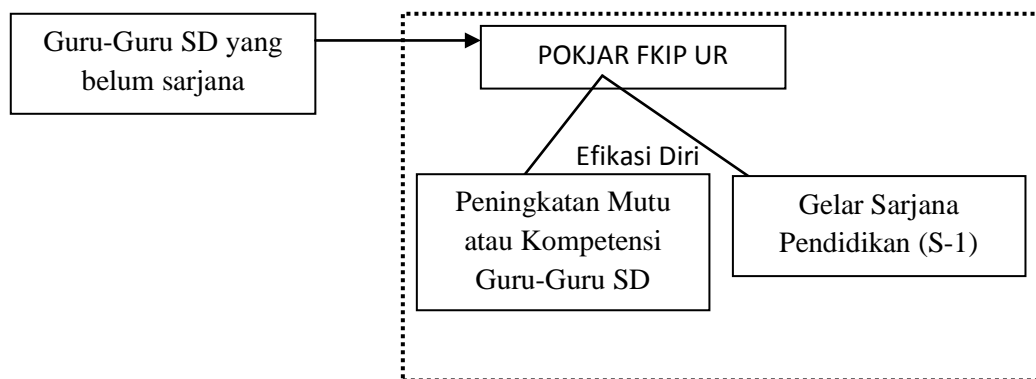 Guru-Guru SD yang
belum sarjana
POKJAR FKIP UR
Efikasi Diri
Peningkatan Mutu
atau Kompetensi
Guru-Guru SD
Gelar Sarjana
Pendidikan (S-1)